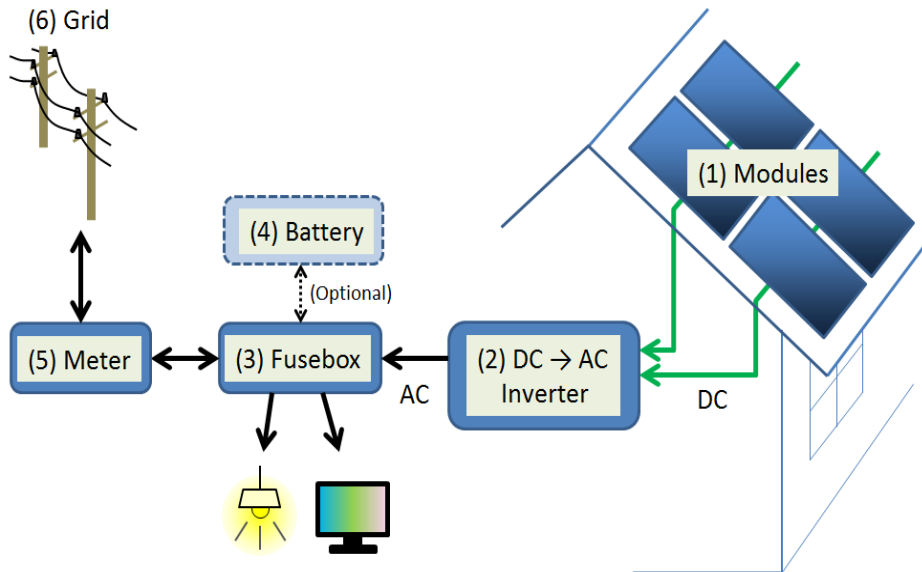 (6) Grid
(1) Modules
(4) Battery
(Optional)
(5) Meter
(3) Fusebox
AC
(2) DC → AC
Inverter
DC